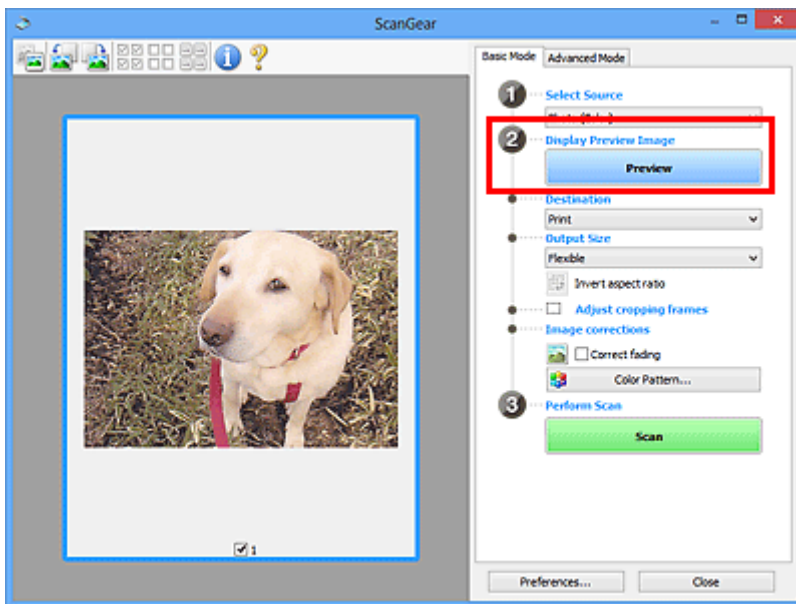 ScanGear
Basic Mode
Advanced Mode
1
Select Source
2
Display Preview Image
Preview
Destination
Print
Output Size
Flexible
Invert aspect ratio
Adjust cropping frames
Image corrections
Correct fading
Color Pattern...
3
Perform Scan
Scan
1
Preferences...
Close